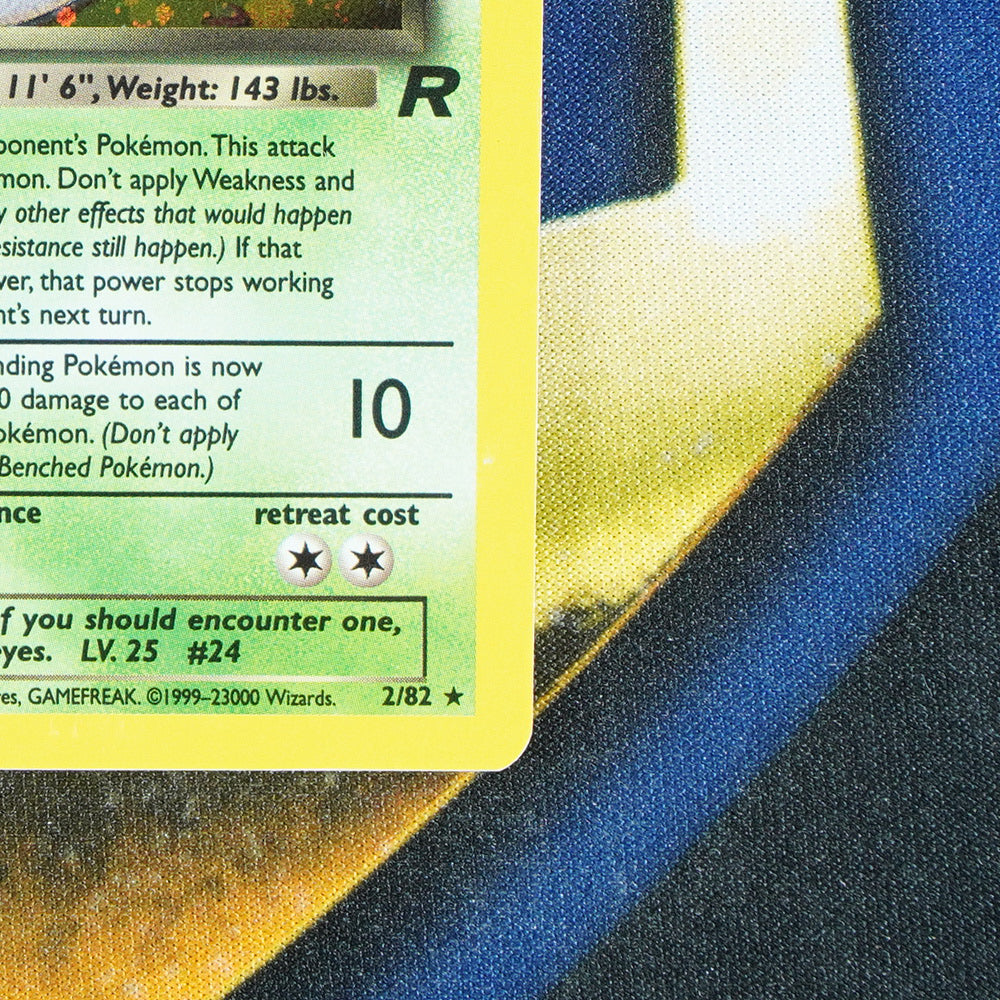 11' 6", Weight: 143 lbs. R
ponent's Pokémon. This attack
mon. Don't apply Weakness and
y other effects that would happen
esistance still happen.) If that
ver, that power stops working
nt's next turn.
nding Pokémon is now
0 damage to each of
okémon. (Don't apply
Benched Pokémon.)
10
nce retreat cost
f you should encounter one,
yes. LV. 25 #24
es, GAMEFREAK. ©1999–23000 Wizards. 2/82 ★